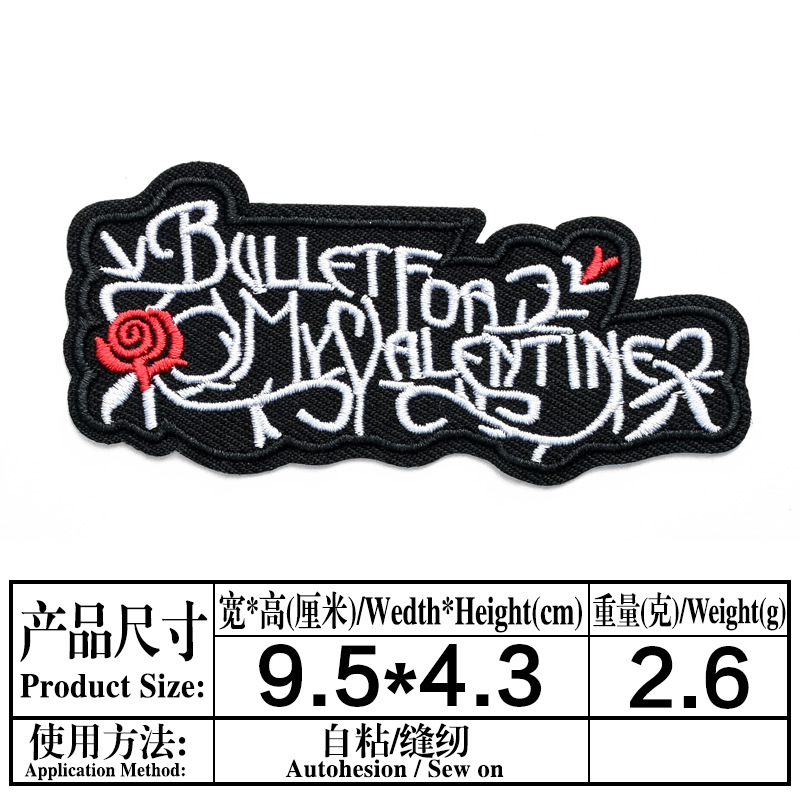 BULLET FOR
MY VALENTINE
产品尺寸
Product Size:
宽*高(厘米)/Wedth*Height(cm)
重量(克)/Weight(g)
9.5*4.3
2.6
使用方法:
Application Method:
自粘/缝纫
Autohesion / Sew on